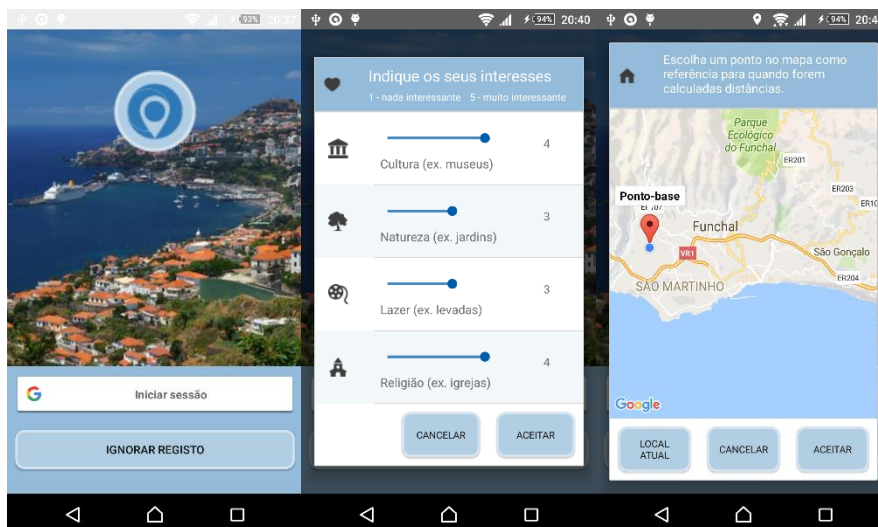 93% 20:37
Iniciar sessão
IGNORAR REGISTO
94% 20:40
Indique os seus interesses
1 - nada interessante 5 - muito interessante
4
Cultura (ex. museus)
3
Natureza (ex. jardins)
3
Lazer (ex. levadas)
4
Religião (ex. igrejas)
CANCELAR ACEITAR
94% 20:4
Escolha um ponto no mapa como
referência para quando forem
calculadas distâncias.
Parque
Ecológico
do Funchal
ER201
ER203
ER10
Ponto-base
Funchal
VR1
São Gonçalo
ER204
SÃO MARTINHO
Google
LOCAL
ATUAL
CANCELAR ACEITAR